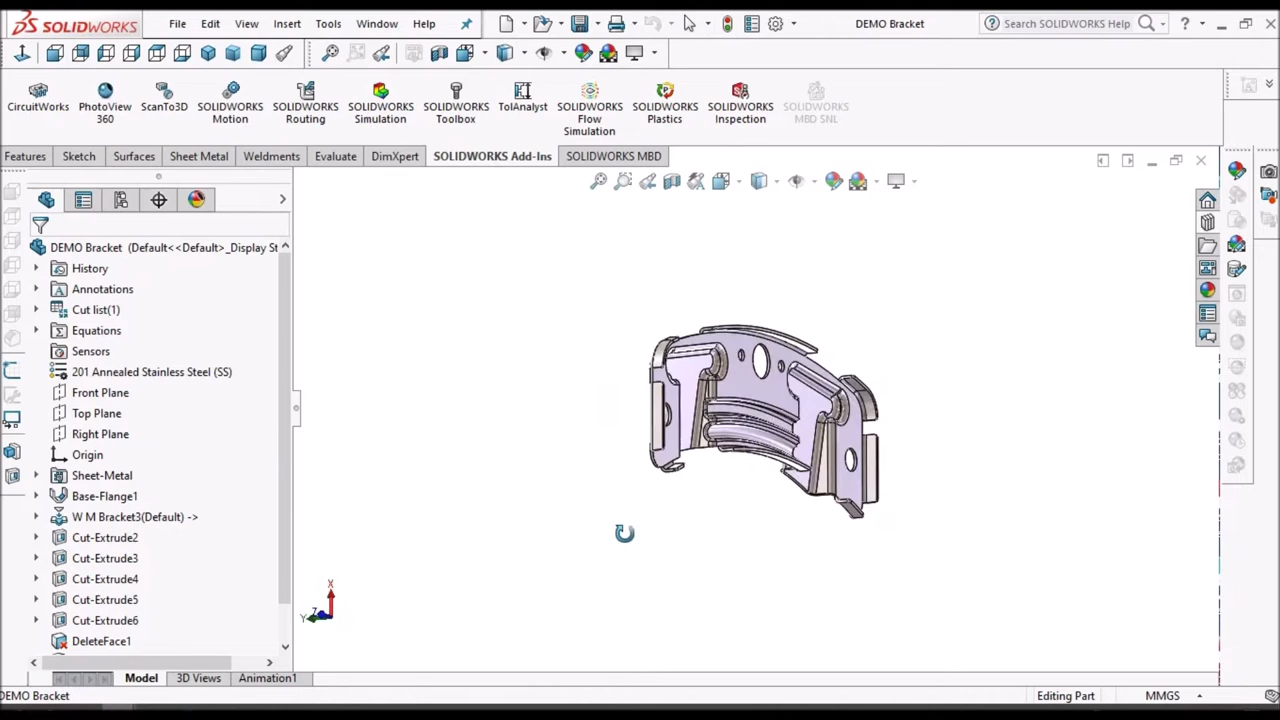 SOLIDWORKS
File Edit View Insert Tools Window Help
DEMO Bracket
Search SOLIDWORKS Help
?
CircuitWorks
PhotoView 360
ScanTo3D
SOLIDWORKS Motion
SOLIDWORKS Routing
SOLIDWORKS Simulation
SOLIDWORKS Toolbox
TolAnalyst
SOLIDWORKS Flow Simulation
SOLIDWORKS Plastics
SOLIDWORKS Inspection
SOLIDWORKS MBD SNL
Features Sketch Surfaces Sheet Metal Weldments Evaluate DimXpert SOLIDWORKS Add-Ins SOLIDWORKS MBD
DEMO Bracket (Default<<Default>_Display St
History
Annotations
Cut list(1)
Equations
Sensors
201 Annealed Stainless Steel (SS)
Front Plane
Top Plane
Right Plane
Origin
Sheet-Metal
Base-Flange1
W M Bracket3(Default) ->
Cut-Extrude2
Cut-Extrude3
Cut-Extrude4
Cut-Extrude5
Cut-Extrude6
DeleteFace1
X
Y
Z
Model 3D Views Animation1
DEMO Bracket
Editing Part
MMGS